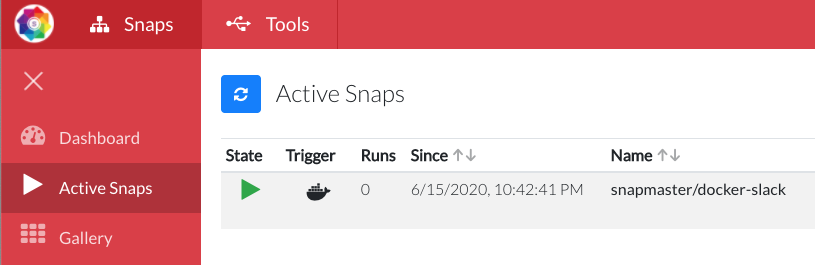 Snaps Tools
Active Snaps
Dashboard
State Trigger Runs Since Name
Active Snaps
0 6/15/2020, 10:42:41 PM snapmaster/docker-slack
Gallery